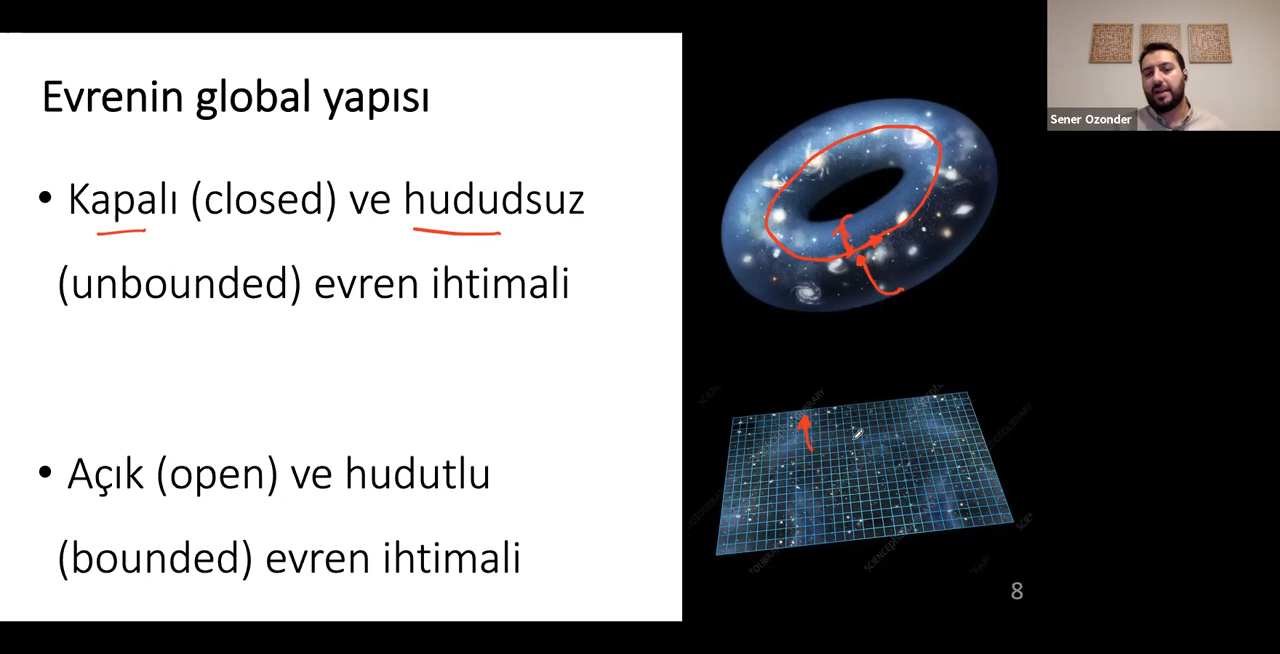 Evrenin global yapısı
• Kapalı (closed) ve hududsuz
(unbounded) evren ihtimali
• Açık (open) ve hudutlu
(bounded) evren ihtimali
Sener Ozonder
8